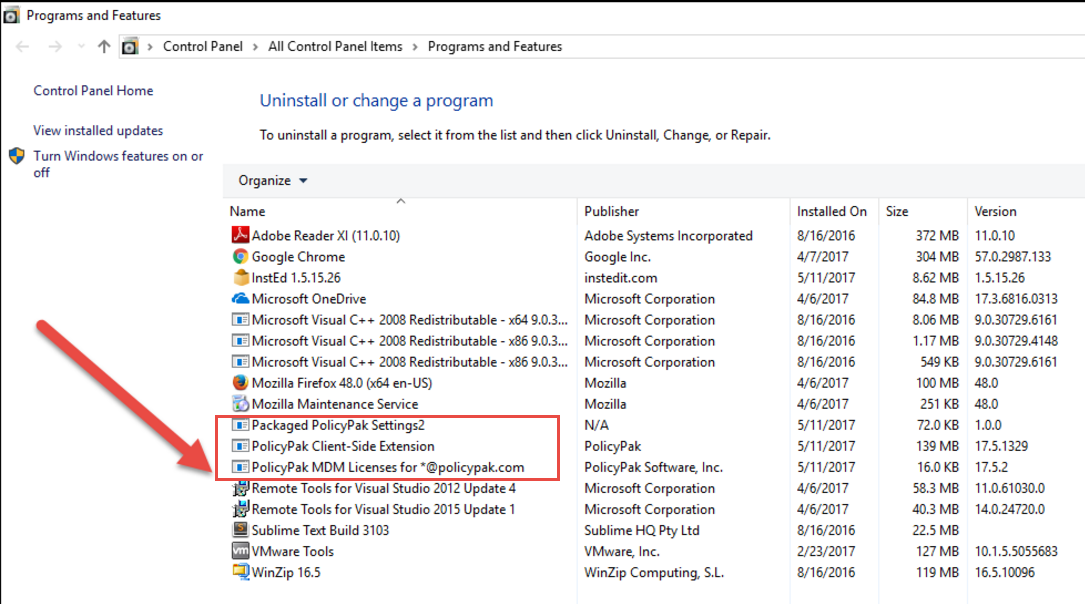 Programs and Features
Control Panel > All Control Panel Items > Programs and Features
Control Panel Home
View installed updates
Turn Windows features on or
off
Uninstall or change a program
To uninstall a program, select it from the list and then click Uninstall, Change, or Repair.
Organize
Name Publisher Installed On Size Version
Adobe Reader XI (11.0.10) Adobe Systems Incorporated 8/16/2016 372 MB 11.0.10
Google Chrome Google Inc. 4/7/2017 304 MB 57.0.2987.133
InstEd 1.5.15.26 instedit.com 5/11/2017 8.62 MB 1.5.15.26
Microsoft OneDrive Microsoft Corporation 4/6/2017 84.8 MB 17.3.6816.0313
Microsoft Visual C++ 2008 Redistributable - x64 9.0.3... Microsoft Corporation 8/16/2016 8.06 MB 9.0.30729.6161
Microsoft Visual C++ 2008 Redistributable - x86 9.0.3... Microsoft Corporation 8/16/2016 1.17 MB 9.0.30729.4148
Microsoft Visual C++ 2008 Redistributable - x86 9.0.3... Microsoft Corporation 8/16/2016 549 KB 9.0.30729.6161
Mozilla Firefox 48.0 (x64 en-US) Mozilla 4/6/2017 100 MB 48.0
Mozilla Maintenance Service Mozilla 4/6/2017 251 KB 48.0
Packaged PolicyPak Settings2 N/A 5/11/2017 72.0 KB 1.0.0
PolicyPak Client-Side Extension PolicyPak 5/11/2017 139 MB 17.5.1329
PolicyPak MDM Licenses for *@policypak.com PolicyPak Software, Inc. 5/11/2017 16.0 KB 17.5.2
Remote Tools for Visual Studio 2012 Update 4 Microsoft Corporation 4/6/2017 58.3 MB 11.0.61030.0
Remote Tools for Visual Studio 2015 Update 1 Microsoft Corporation 4/6/2017 40.3 MB 14.0.24720.0
Sublime Text Build 3103 Sublime HQ Pty Ltd 8/16/2016 22.5 MB
vm VMware Tools VMware, Inc. 2/23/2017 127 MB 10.1.5.5055683
WinZip 16.5 WinZip Computing, S.L. 8/16/2016 119 MB 16.5.10096